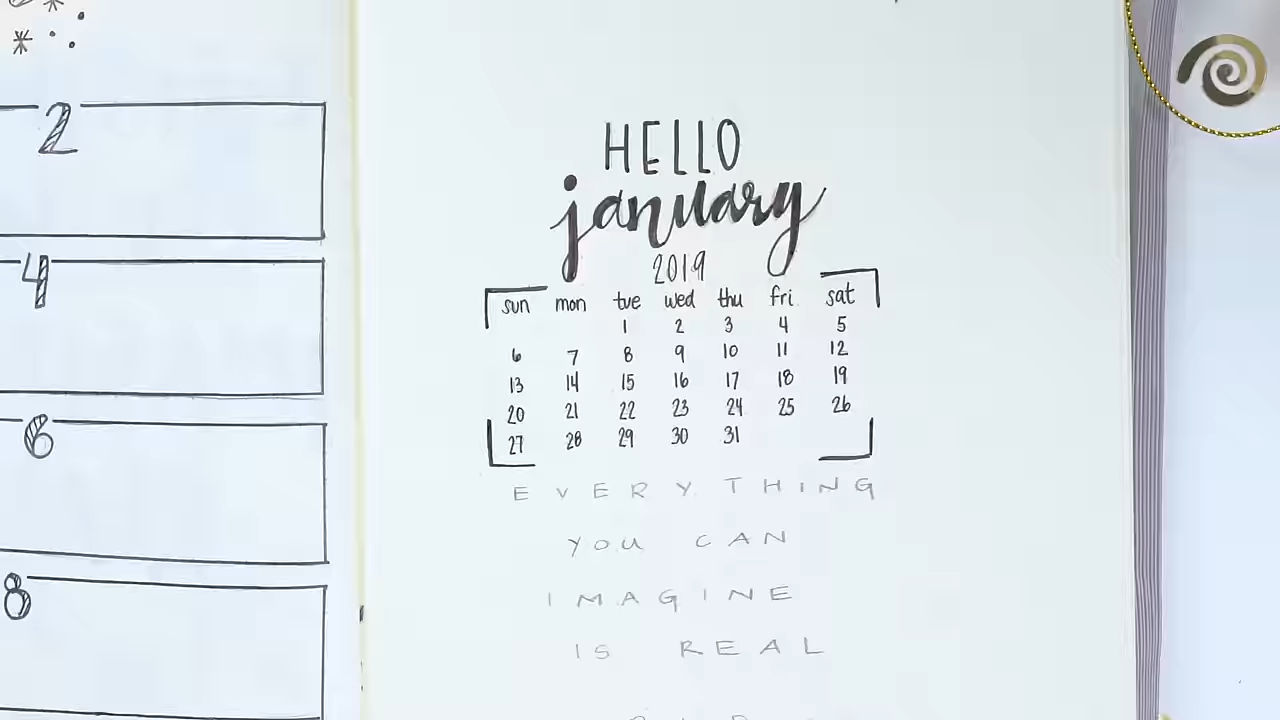 2
4
6
8
HELLO
january
2019
sun mon tue wed thu fri sat
1 2 3 4 5
6 7 8 9 10 11 12
13 14 15 16 17 18 19
20 21 22 23 24 25 26
27 28 29 30 31
EVERYTHING
YOU CAN
IMAGINE
IS REAL